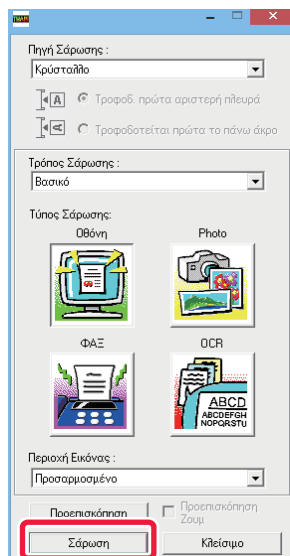 Πηγή Σάρωσης :
Κρύσταλλο
A
Τροφοδ. πρώτα αριστερή πλευρά
A
Τροφοδοτείται πρώτα το πάνω άκρο
Τρόπος Σάρωσης :
Βασικό
Τύπος Σάρωσης:
Οθόνη Photo
ΦΑΞ OCR
ABCD
ABCDEFGH
NOPQRSTU
Περιοχή Εικόνας :
Προσαρμοσμένο
Προεπισκόπηση Προεπισκόπηση
Ζουμ
Σάρωση Κλείσιμο